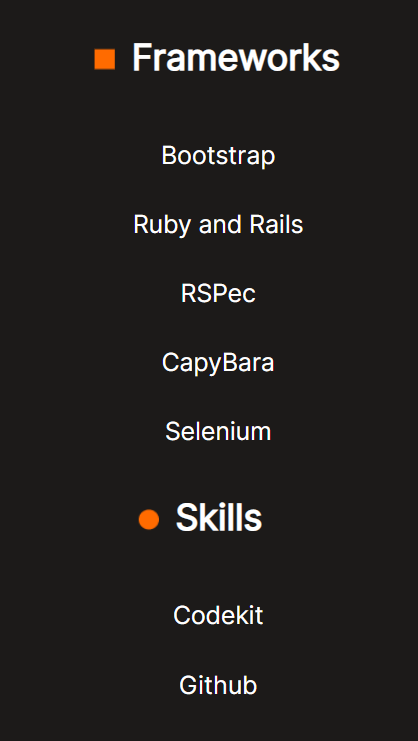 Frameworks
Bootstrap
Ruby and Rails
RSPec
CapyBara
Selenium
Skills
Codekit
Github